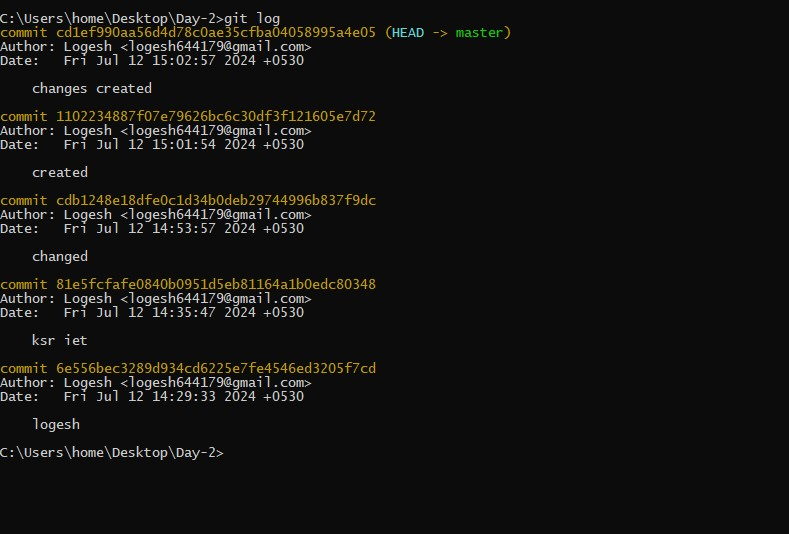 C:\Users\home\Desktop\Day-2>git log
commit cd1ef990aa56d4d78c0ae35cfba04058995a4e05 (HEAD -> master)
Author: Logesh <logesh644179@gmail.com>
Date:   Fri Jul 12 15:02:57 2024 +0530

    changes created

commit 1102234887f07e79626bc6c30df3f121605e7d72
Author: Logesh <logesh644179@gmail.com>
Date:   Fri Jul 12 15:01:54 2024 +0530

    created

commit cdb1248e18dfe0c1d34b0deb29744996b837f9dc
Author: Logesh <logesh644179@gmail.com>
Date:   Fri Jul 12 14:53:57 2024 +0530

    changed

commit 81e5fcfafe0840b0951d5eb81164a1b0edc80348
Author: Logesh <logesh644179@gmail.com>
Date:   Fri Jul 12 14:35:47 2024 +0530

    ksr iet

commit 6e556bec3289d934cd6225e7fe4546ed3205f7cd
Author: Logesh <logesh644179@gmail.com>
Date:   Fri Jul 12 14:29:33 2024 +0530

    logesh

C:\Users\home\Desktop\Day-2>